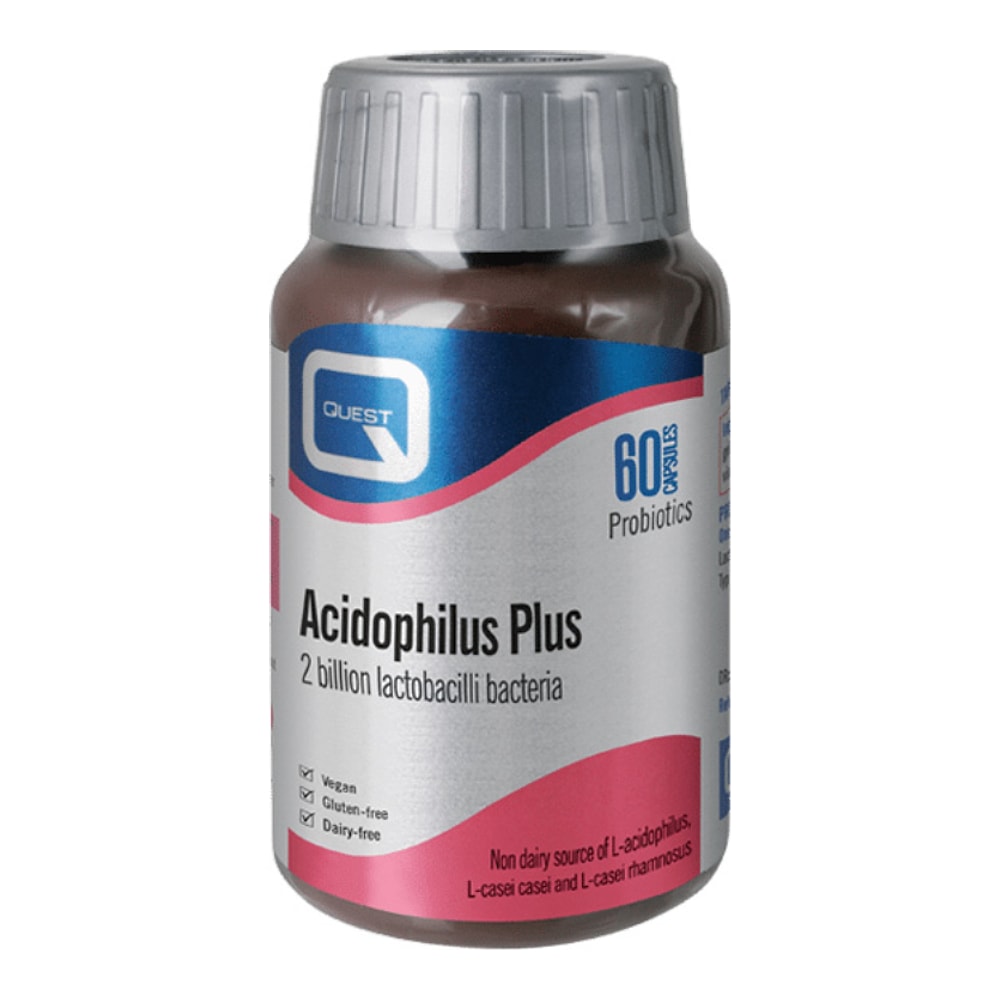 QUEST
60 CAPSULES
Probiotics
Acidophilus Plus
2 billion lactobacilli bacteria
Vegan
Gluten-free
Dairy-free
Non dairy source of L-acidophilus,
L-casei casei and L-casei rhamnosus